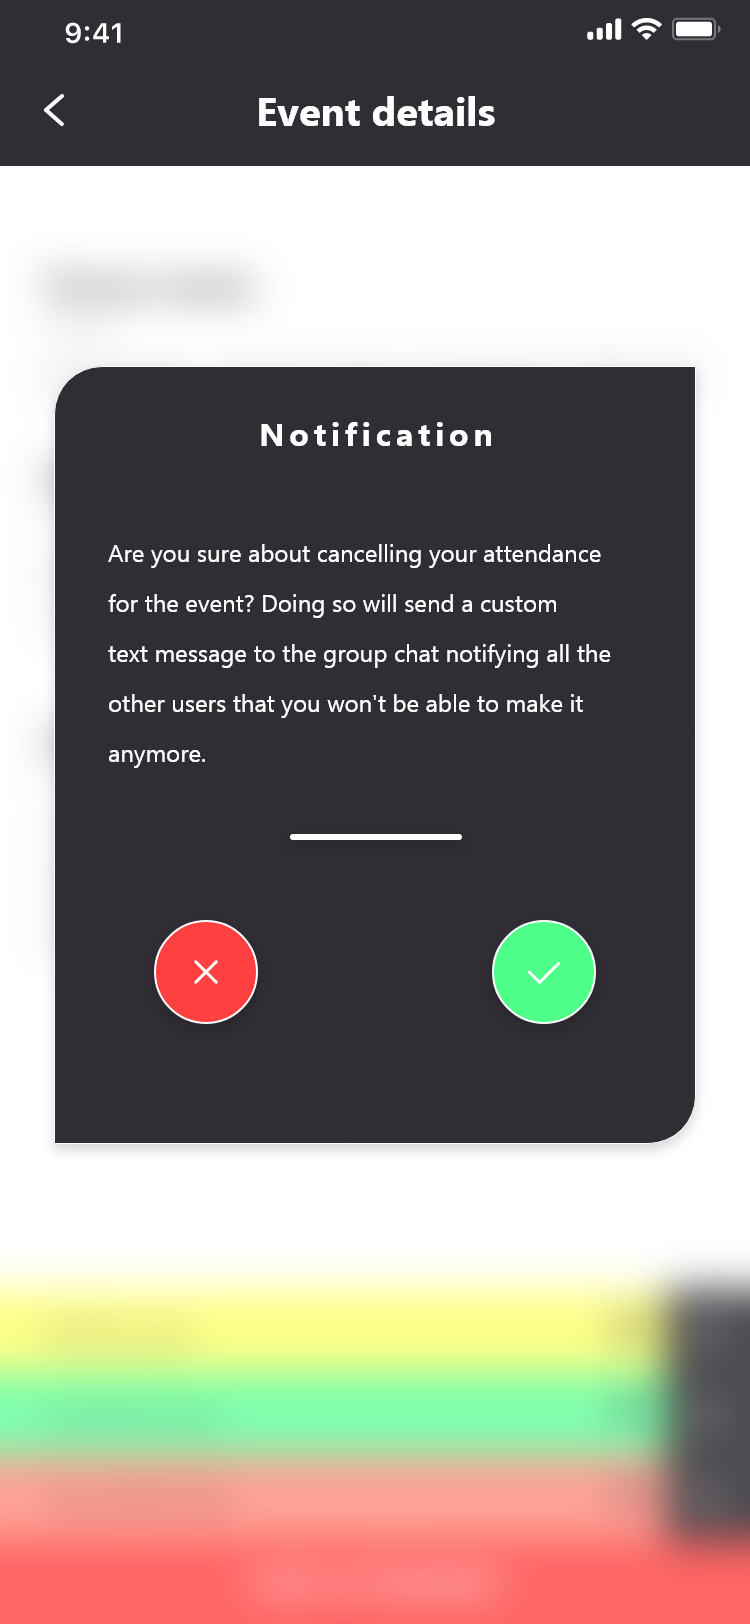 9:41
Event details
Notification
Are you sure about cancelling your attendance
for the event? Doing so will send a custom
text message to the group chat notifying all the
other users that you won't be able to make it
anymore.